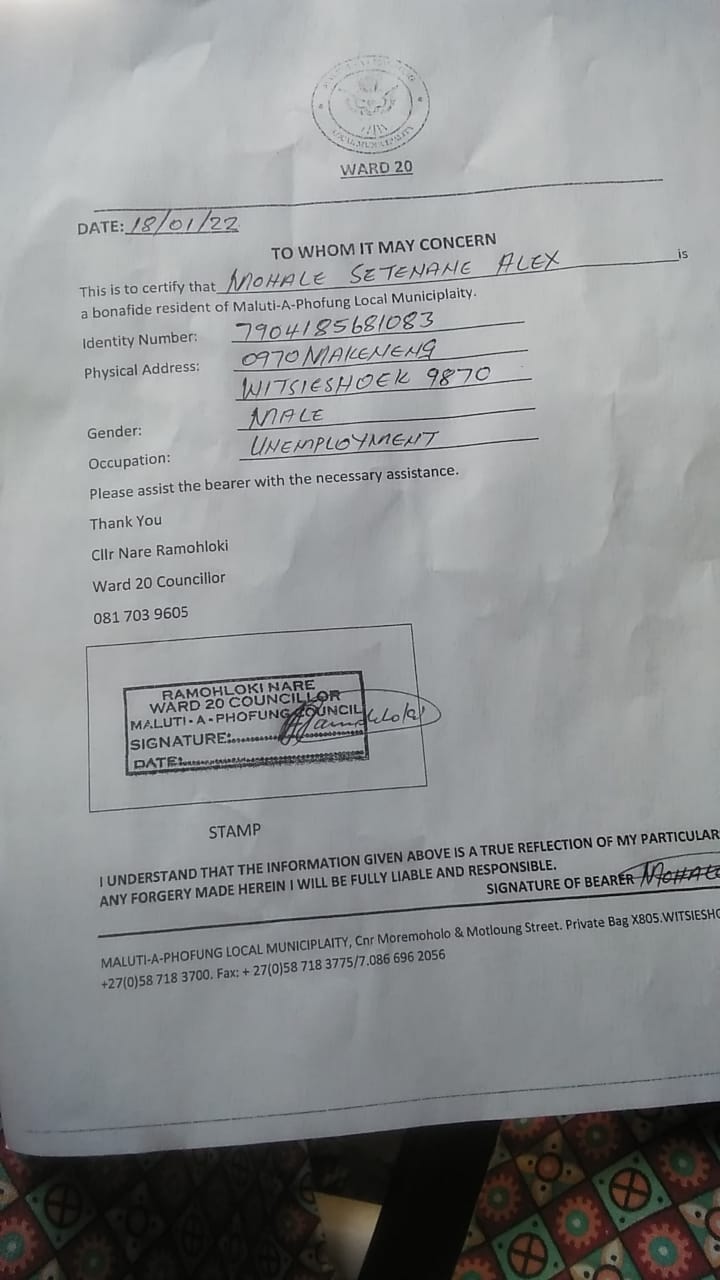 LOCAL MUNICIPALITY
WARD 20
DATE: 18/01/22
TO WHOM IT MAY CONCERN
This is to certify that MOHALE SETENANE ALEX is
a bonafide resident of Maluti-A-Phofung Local Municiplaity.
Identity Number: 7904185681083
Physical Address: 0970 MAKENENG
WITSIESHOEK 9870
Gender: MALE
Occupation: UNEMPLOYMENT
Please assist the bearer with the necessary assistance.
Thank You
Cllr Nare Ramohloki
Ward 20 Councillor
081 703 9605
RAMOHLOKI NARE
WARD 20 COUNCILLOR
MALUTI-A-PHOFUNG COUNCIL
SIGNATURE: Ramohloki
DATE:
STAMP
I UNDERSTAND THAT THE INFORMATION GIVEN ABOVE IS A TRUE REFLECTION OF MY PARTICULAR
ANY FORGERY MADE HEREIN I WILL BE FULLY LIABLE AND RESPONSIBLE.
SIGNATURE OF BEARER MOHALE
MALUTI-A-PHOFUNG LOCAL MUNICIPLAITY, Cnr Moremoholo & Motloung Street. Private Bag X805.WITSIESHO
+27(0)58 718 3700. Fax: + 27(0)58 718 3775/7.086 696 2056